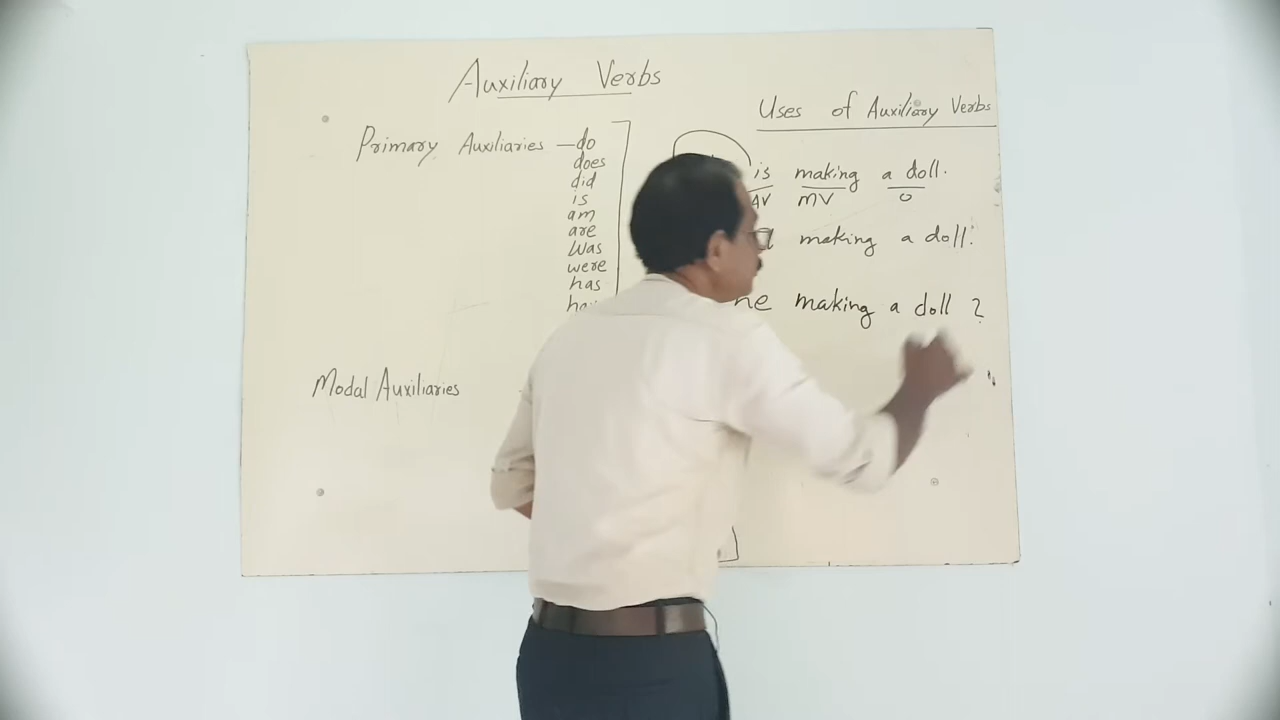 Auxiliary Verbs
Primary Auxiliaries — do
does
did
is
am
are
was
were
has
Modal Auxiliaries
Uses of Auxiliary Verbs
is making a doll.
AV MV O
making a doll.
he making a doll ?